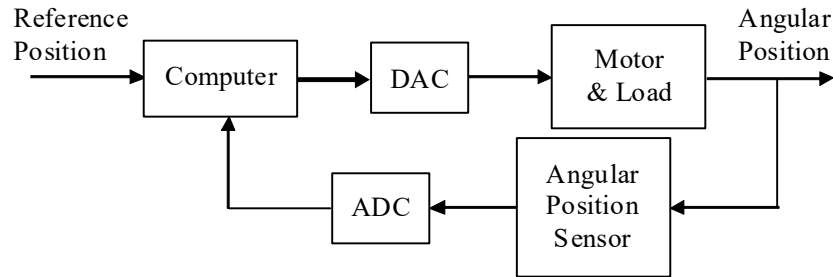 Reference
Position
Computer
DAC
Motor
& Load
Angular
Position
ADC
Angular
Position
Sensor